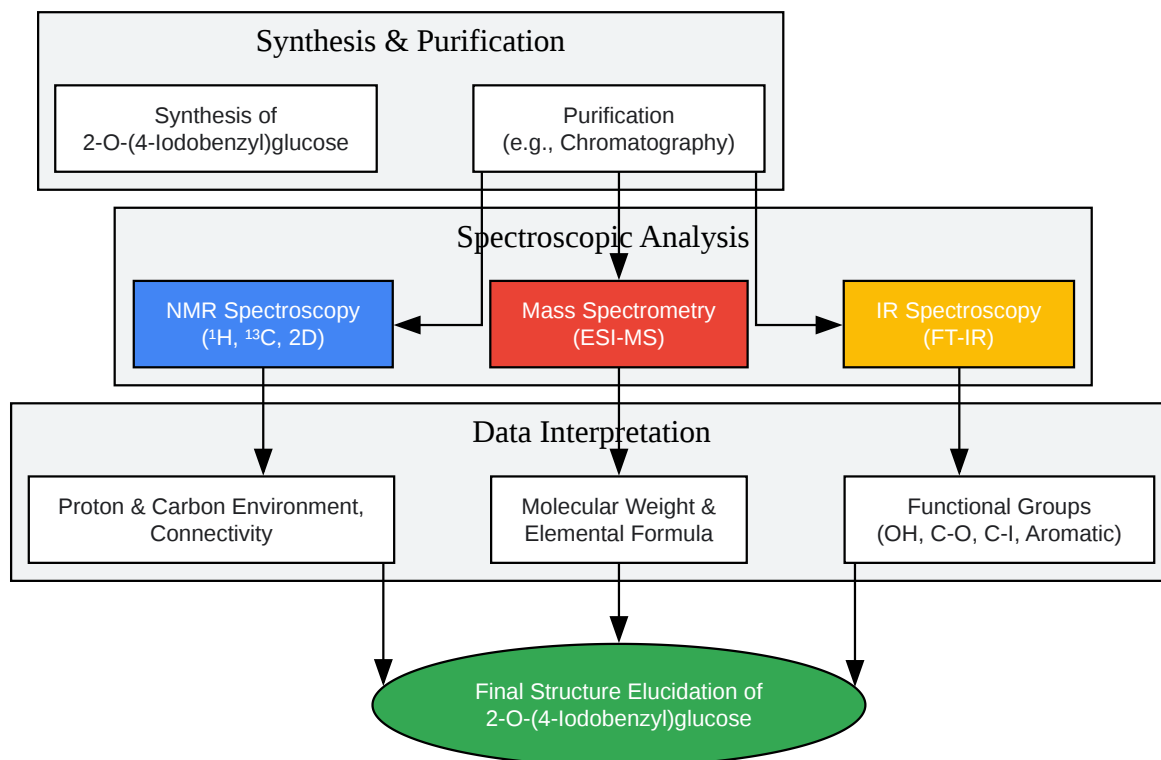 Synthesis & Purification
Synthesis of
2-O-(4-Iodobenzyl)glucose
Purification
(e.g., Chromatography)
Spectroscopic Analysis
NMR Spectroscopy
(¹H, ¹³C, 2D)
Mass Spectrometry
(ESI-MS)
IR Spectroscopy
(FT-IR)
Data Interpretation
Proton & Carbon Environment,
Connectivity
Molecular Weight &
Elemental Formula
Functional Groups
(OH, C-O, C-I, Aromatic)
Final Structure Elucidation of
2-O-(4-Iodobenzyl)glucose